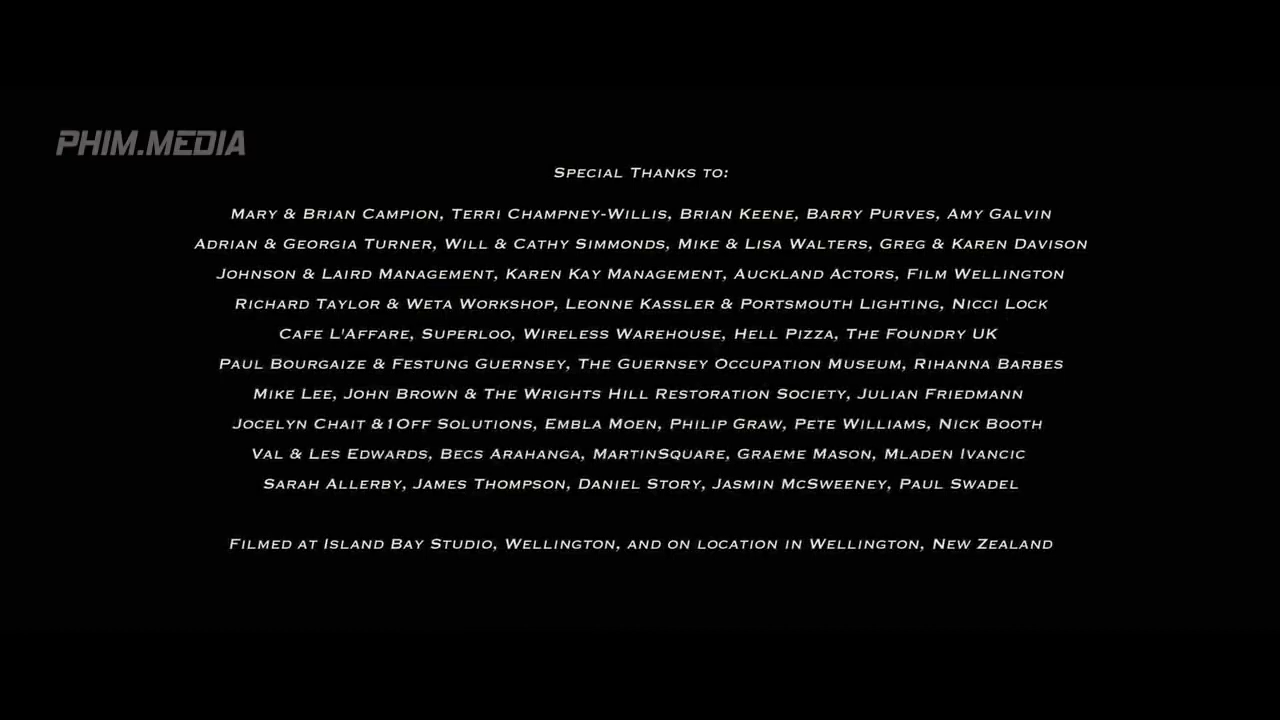 PHIM.MEDIA
Special Thanks to:
Mary & Brian Campion, Terri Champney-Willis, Brian Keene, Barry Purves, Amy Galvin
Adrian & Georgia Turner, Will & Cathy Simmonds, Mike & Lisa Walters, Greg & Karen Davison
Johnson & Laird Management, Karen Kay Management, Auckland Actors, Film Wellington
Richard Taylor & Weta Workshop, Leonne Kassler & Portsmouth Lighting, Nicci Lock
Cafe L'Affare, Superloo, Wireless Warehouse, Hell Pizza, The Foundry UK
Paul Bourgaize & Festung Guernsey, The Guernsey Occupation Museum, Rihanna Barbes
Mike Lee, John Brown & The Wrights Hill Restoration Society, Julian Friedmann
Jocelyn Chait &1Off Solutions, Embla Moen, Philip Graw, Pete Williams, Nick Booth
Val & Les Edwards, Becs Arahanga, MartinSquare, Graeme Mason, Mladen Ivancic
Sarah Allerby, James Thompson, Daniel Story, Jasmin McSweeney, Paul Swadel
Filmed at Island Bay Studio, Wellington, and on location in Wellington, New Zealand